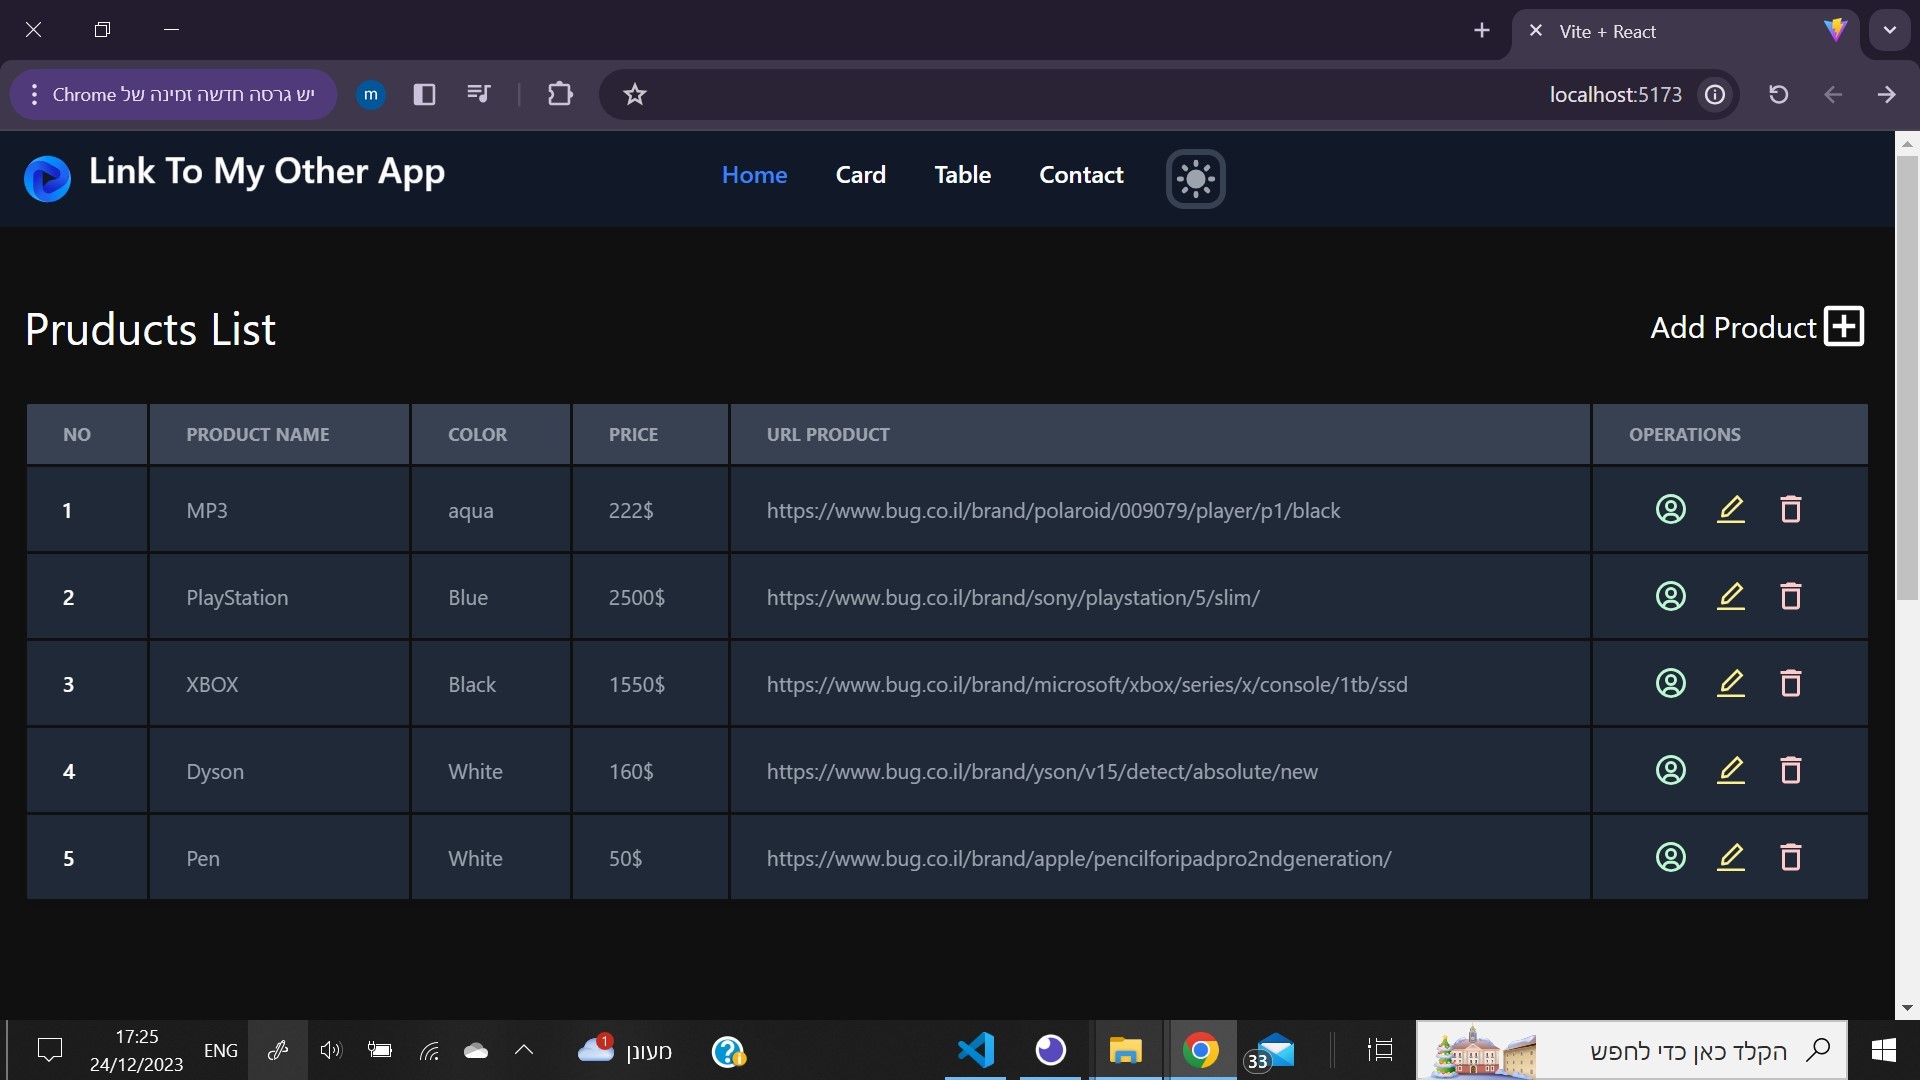 Vite + React
יש גרסה חדשה זמינה של Chrome
m
localhost:5173
Link To My Other App
Home
Card
Table
Contact
Pruducts List
Add Product
NO PRODUCT NAME COLOR PRICE URL PRODUCT OPERATIONS
1 MP3 aqua 222$ https://www.bug.co.il/brand/polaroid/009079/player/p1/black
2 PlayStation Blue 2500$ https://www.bug.co.il/brand/sony/playstation/5/slim/
3 XBOX Black 1550$ https://www.bug.co.il/brand/microsoft/xbox/series/x/console/1tb/ssd
4 Dyson White 160$ https://www.bug.co.il/brand/yson/v15/detect/absolute/new
5 Pen White 50$ https://www.bug.co.il/brand/apple/pencilforipadpro2ndgeneration/
17:25
24/12/2023
ENG
1
מעונן
33
הקלד כאן כדי לחפש